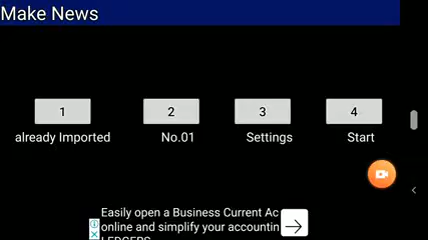 Make News
1 2 3 4
already Imported No.01 Settings Start
Easily open a Business Current Ac
online and simplify your accountin
LEDGERS